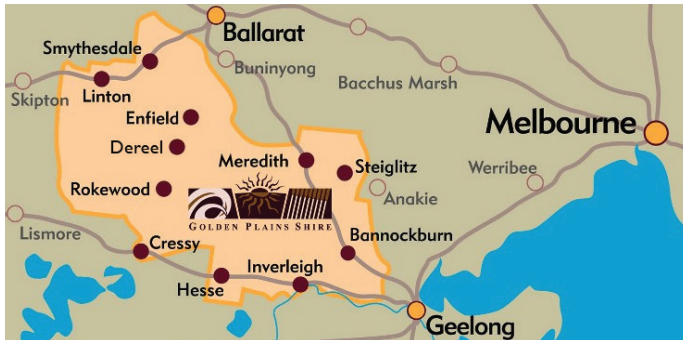 Ballarat
Smythesdale
Buninyong
Bacchus Marsh
Skipton
Linton
Enfield
Melbourne
Dereel
Meredith
Steiglitz
Werribee
Rokewood
Anakie
GOLDEN PLAINS SHIRE
Lismore
Cressy
Bannockburn
Inverleigh
Hesse
Geelong